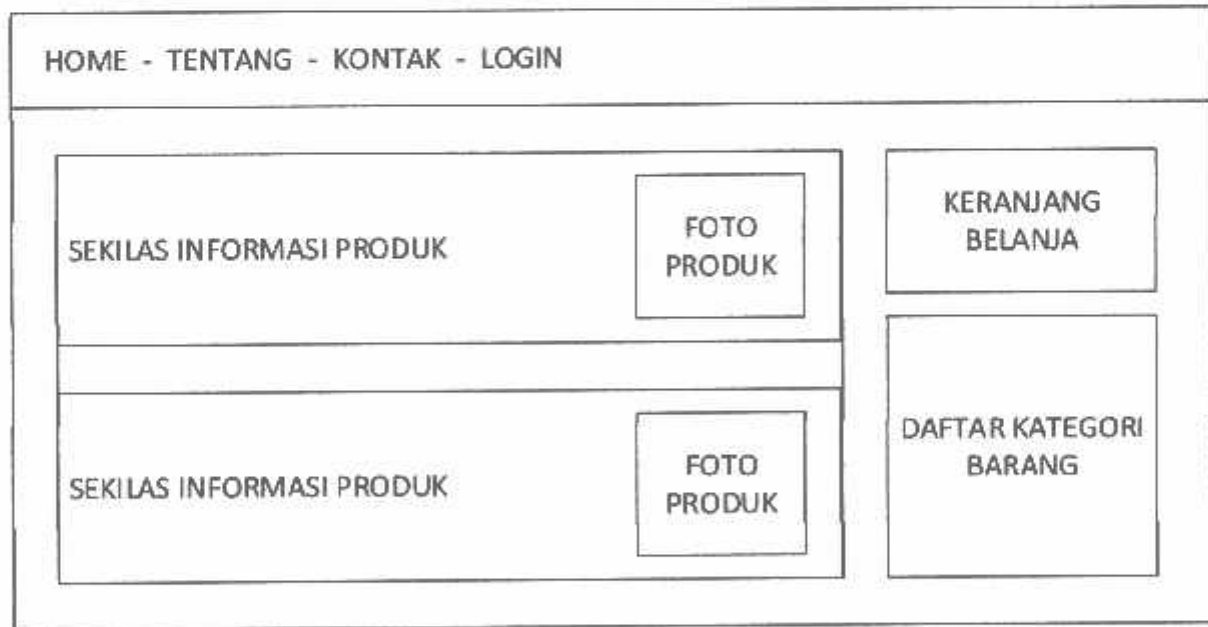 HOME - TENTANG - KONTAK - LOGIN
SEKILAS INFORMASI PRODUK
FOTO
PRODUK
SEKILAS INFORMASI PRODUK
FOTO
PRODUK
KERANJANG
BELANJA
DAFTAR KATEGORI
BARANG